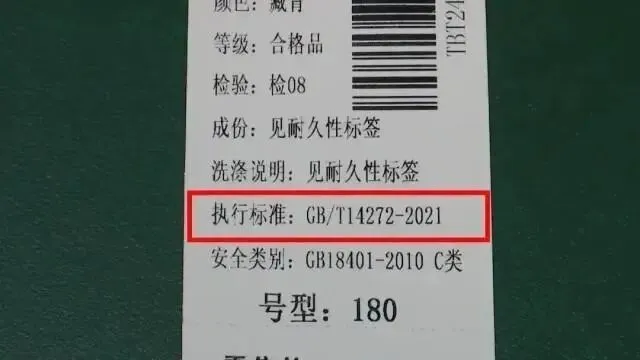 颜色：藏青
TBT24
等级：合格品
检验：检08
成份：见耐久性标签
洗涤说明：见耐久性标签
执行标准：GB/T14272-2021
安全类别：GB18401-2010 C类
号型：180